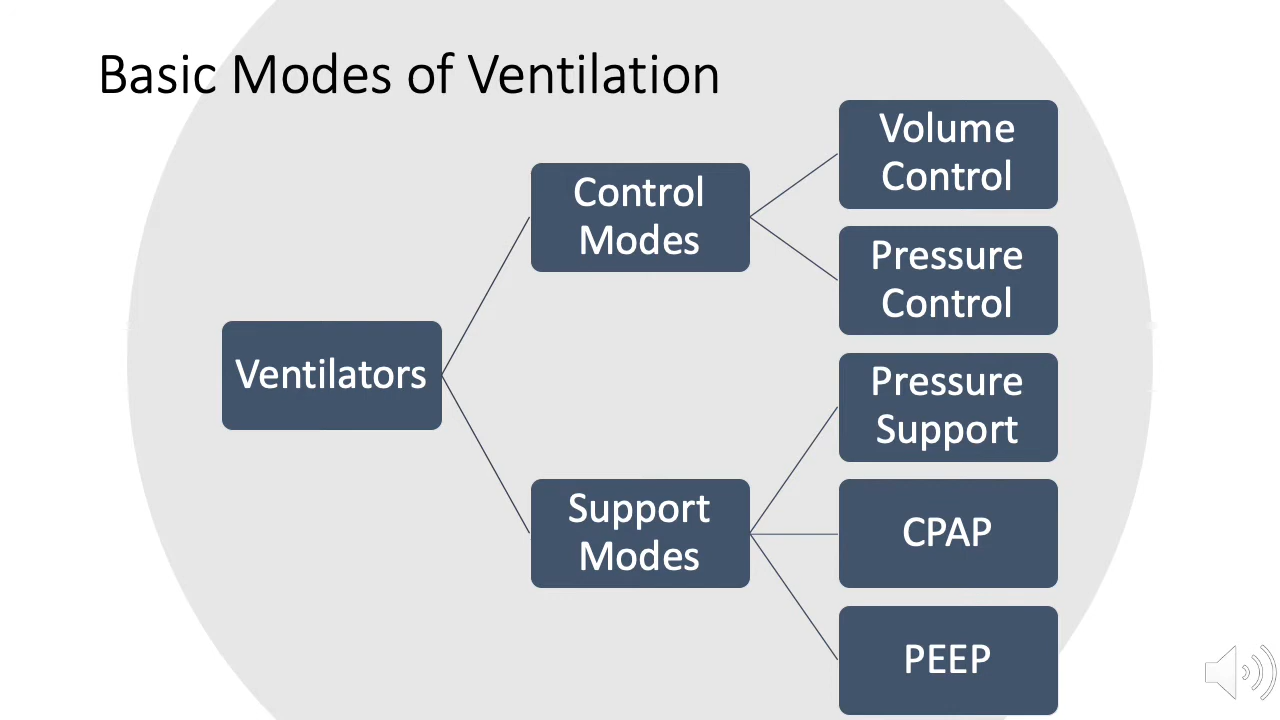 Basic Modes of Ventilation
Ventilators
Control
Modes
Volume
Control
Pressure
Control
Support
Modes
Pressure
Support
CPAP
PEEP